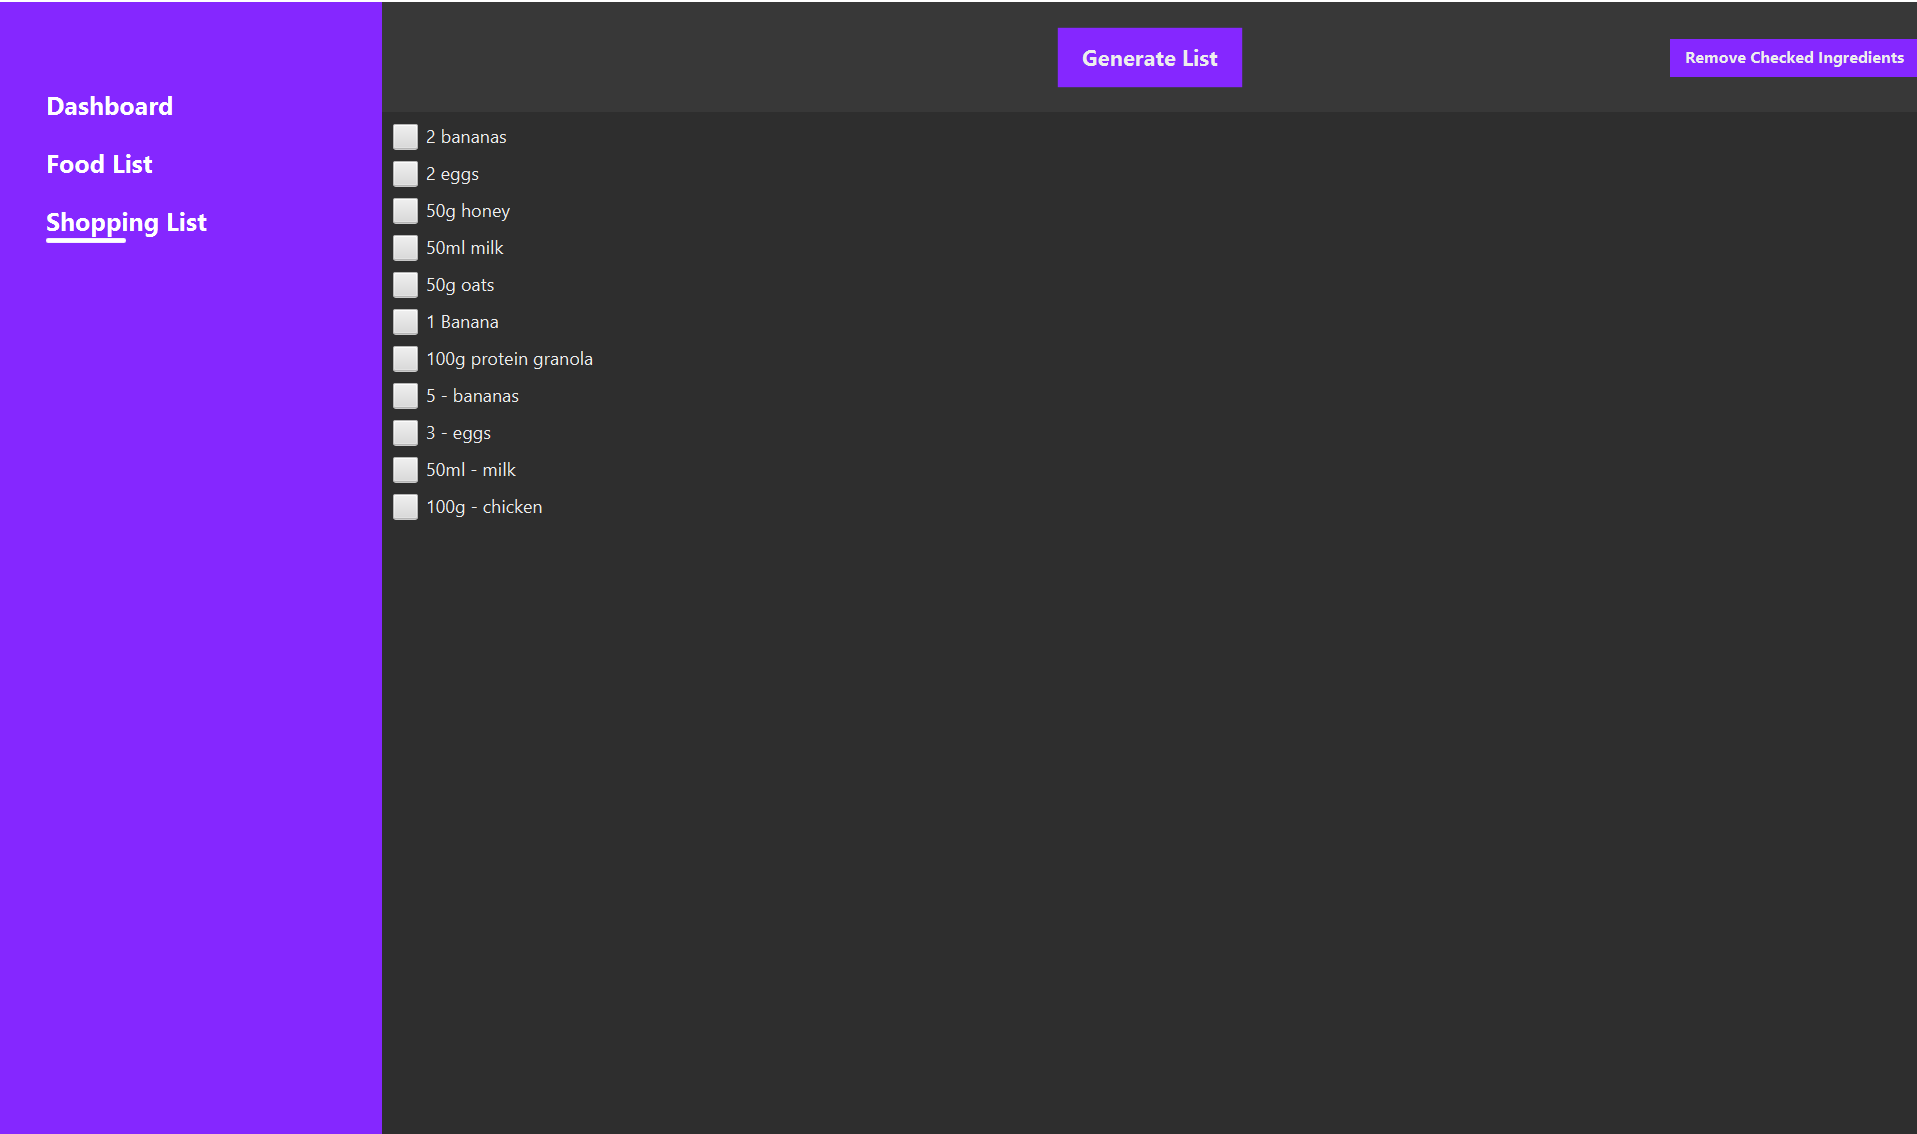 Dashboard
Food List
Shopping List
Generate List
Remove Checked Ingredients
2 bananas
2 eggs
50g honey
50ml milk
50g oats
1 Banana
100g protein granola
5 - bananas
3 - eggs
50ml - milk
100g - chicken